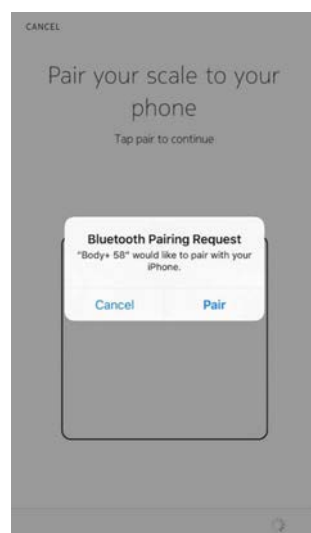 CANCEL
Pair your scale to your
phone
Tap pair to continue
Bluetooth Pairing Request
"Body+ 58" would like to pair with your
iPhone.
Cancel
Pair